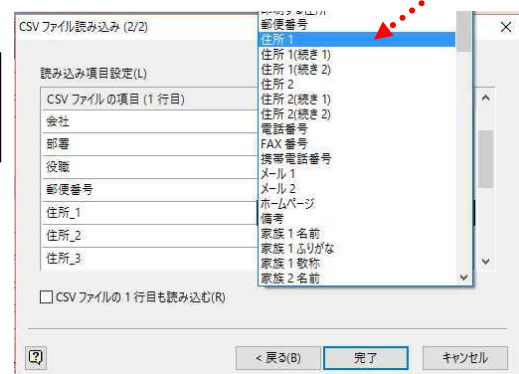 CSV ファイル読み込み (2/2)
読み込み項目設定(L)
CSV ファイルの項目 (1 行目)
会社
部署
役職
郵便番号
住所_1
住所_2
住所_3
郵便番号
住所 1
住所 1(続き 1)
住所 1(続き 2)
住所 2
住所 2(続き 1)
住所 2(続き 2)
電話番号
FAX 番号
携帯電話番号
メール 1
メール 2
ホームページ
備考
家族 1 名前
家族 1 ふりがな
家族 1 敬称
家族 2 名前
CSV ファイルの 1 行目も読み込む(R)
< 戻る(B)
完了
キャンセル